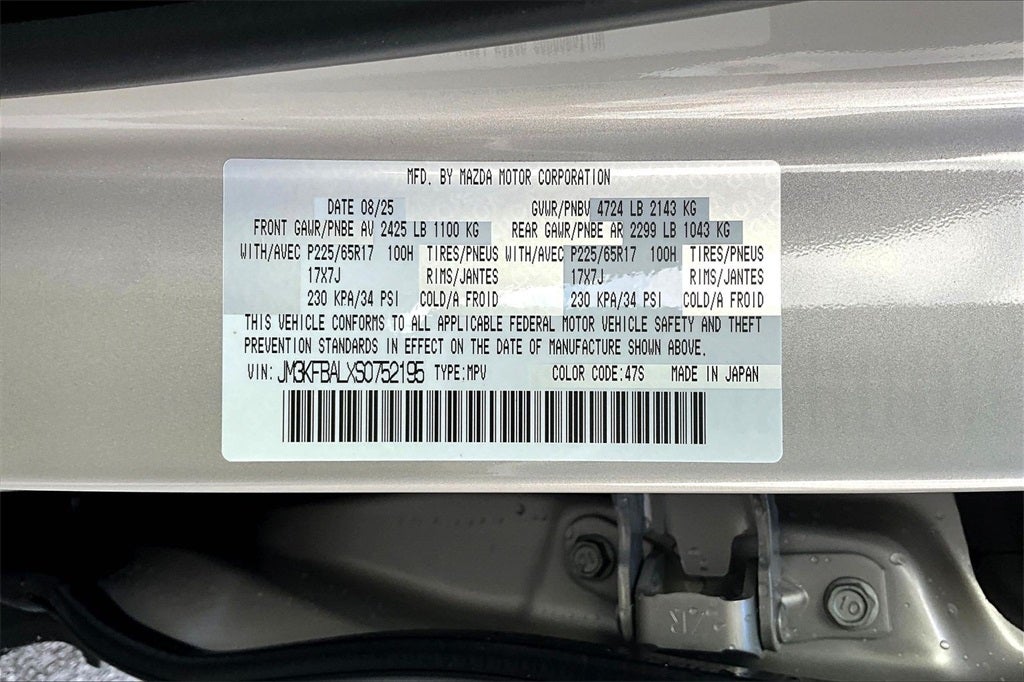 MFD. BY MAZDA MOTOR CORPORATION
DATE 08/25 GVWR/PNBV 4724 LB 2143 KG
FRONT GAWR/PNBE AV 2425 LB 1100 KG REAR GAWR/PNBE AR 2299 LB 1043 KG
WITH/AVEC P225/65R17 100H TIRES/PNEUS WITH/AVEC P225/65R17 100H TIRES/PNEUS
17X7J RIMS/JANTES 17X7J RIMS/JANTES
230 KPA/34 PSI COLD/A FROID 230 KPA/34 PSI COLD/A FROID
THIS VEHICLE CONFORMS TO ALL APPLICABLE FEDERAL MOTOR VEHICLE SAFETY AND THEFT
PREVENTION STANDARDS IN EFFECT ON THE DATE OF MANUFACTURE SHOWN ABOVE.
VIN: JM3KFBALXS0752195 TYPE:MPV COLOR CODE:47S MADE IN JAPAN
10